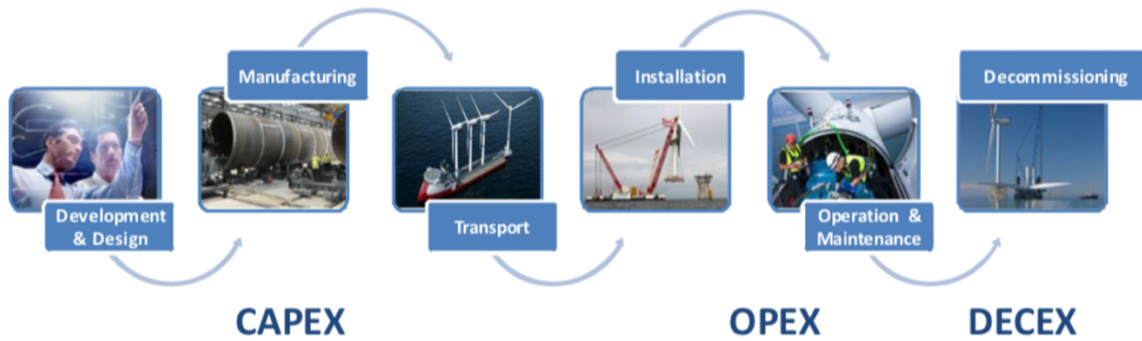 Manufacturing
Installation
Decommissioning
Development
& Design
Transport
Operation &
Maintenance
CAPEX
OPEX
DECEX